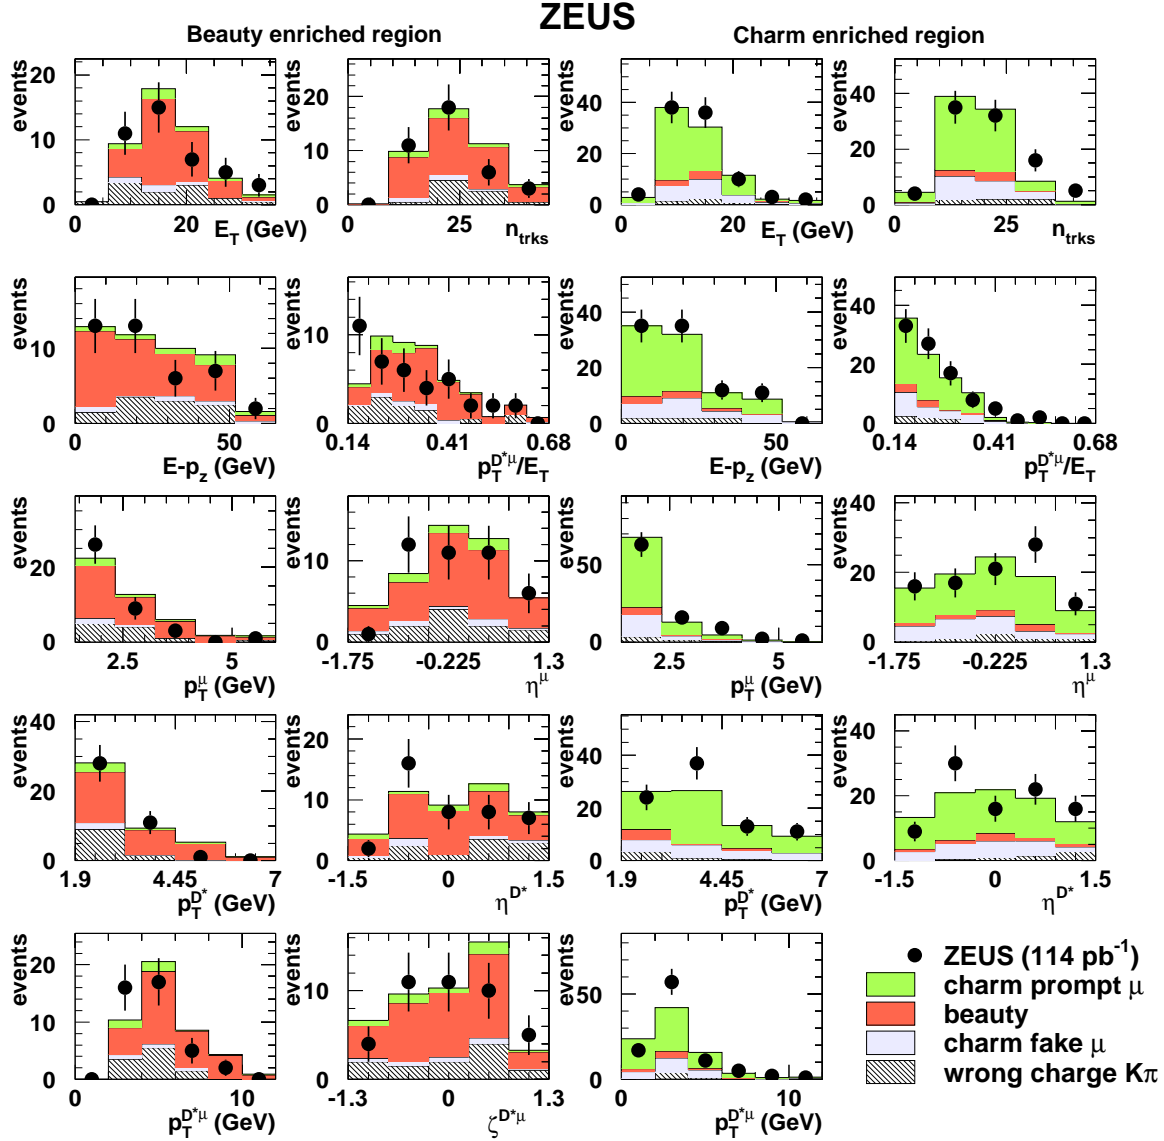 ZEUS
Beauty enriched region
Charm enriched region
events
20
10
0
0
20
E_T (GeV)
events
20
10
0
0
25
n_trks
events
40
20
0
0
20
E_T (GeV)
events
40
20
0
0
25
n_trks
events
10
0
0
50
E-p_z (GeV)
events
10
0
0.14
0.41
0.68
p_T^{D*μ}/E_T
events
40
20
0
0
50
E-p_z (GeV)
events
40
20
0
0.14
0.41
0.68
p_T^{D*μ}/E_T
events
20
0
2.5
5
p_T^μ (GeV)
events
10
0
-1.75
-0.225
1.3
η^μ
events
50
0
2.5
5
p_T^μ (GeV)
events
40
20
0
-1.75
-0.225
1.3
η^μ
events
40
20
0
1.9
4.45
7
p_T^{D*} (GeV)
events
20
10
0
-1.5
0
1.5
η^{D*}
events
40
20
0
1.9
4.45
7
p_T^{D*} (GeV)
events
40
20
0
-1.5
0
1.5
η^{D*}
events
20
10
0
0
10
p_T^{D*μ} (GeV)
events
10
0
-1.3
0
1.3
ζ^{D*μ}
events
50
0
0
10
p_T^{D*μ} (GeV)
ZEUS (114 pb^{-1})
charm prompt μ
beauty
charm fake μ
wrong charge Kπ